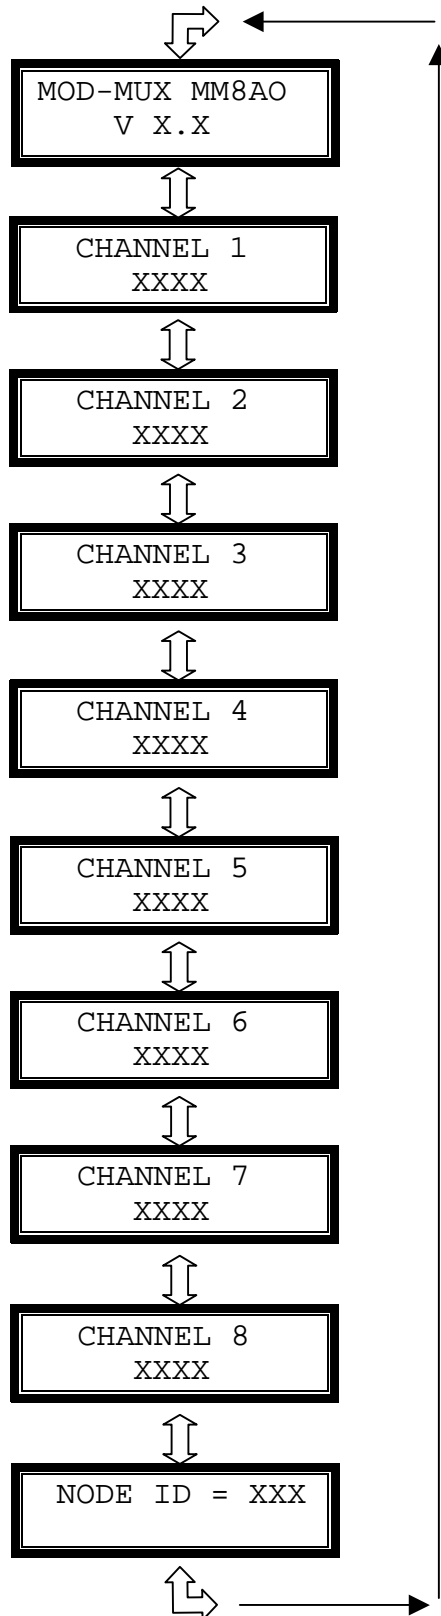 MOD-MUX MM8AO
V X.X
CHANNEL 1
XXXX
CHANNEL 2
XXXX
CHANNEL 3
XXXX
CHANNEL 4
XXXX
CHANNEL 5
XXXX
CHANNEL 6
XXXX
CHANNEL 7
XXXX
CHANNEL 8
XXXX
NODE ID = XXX